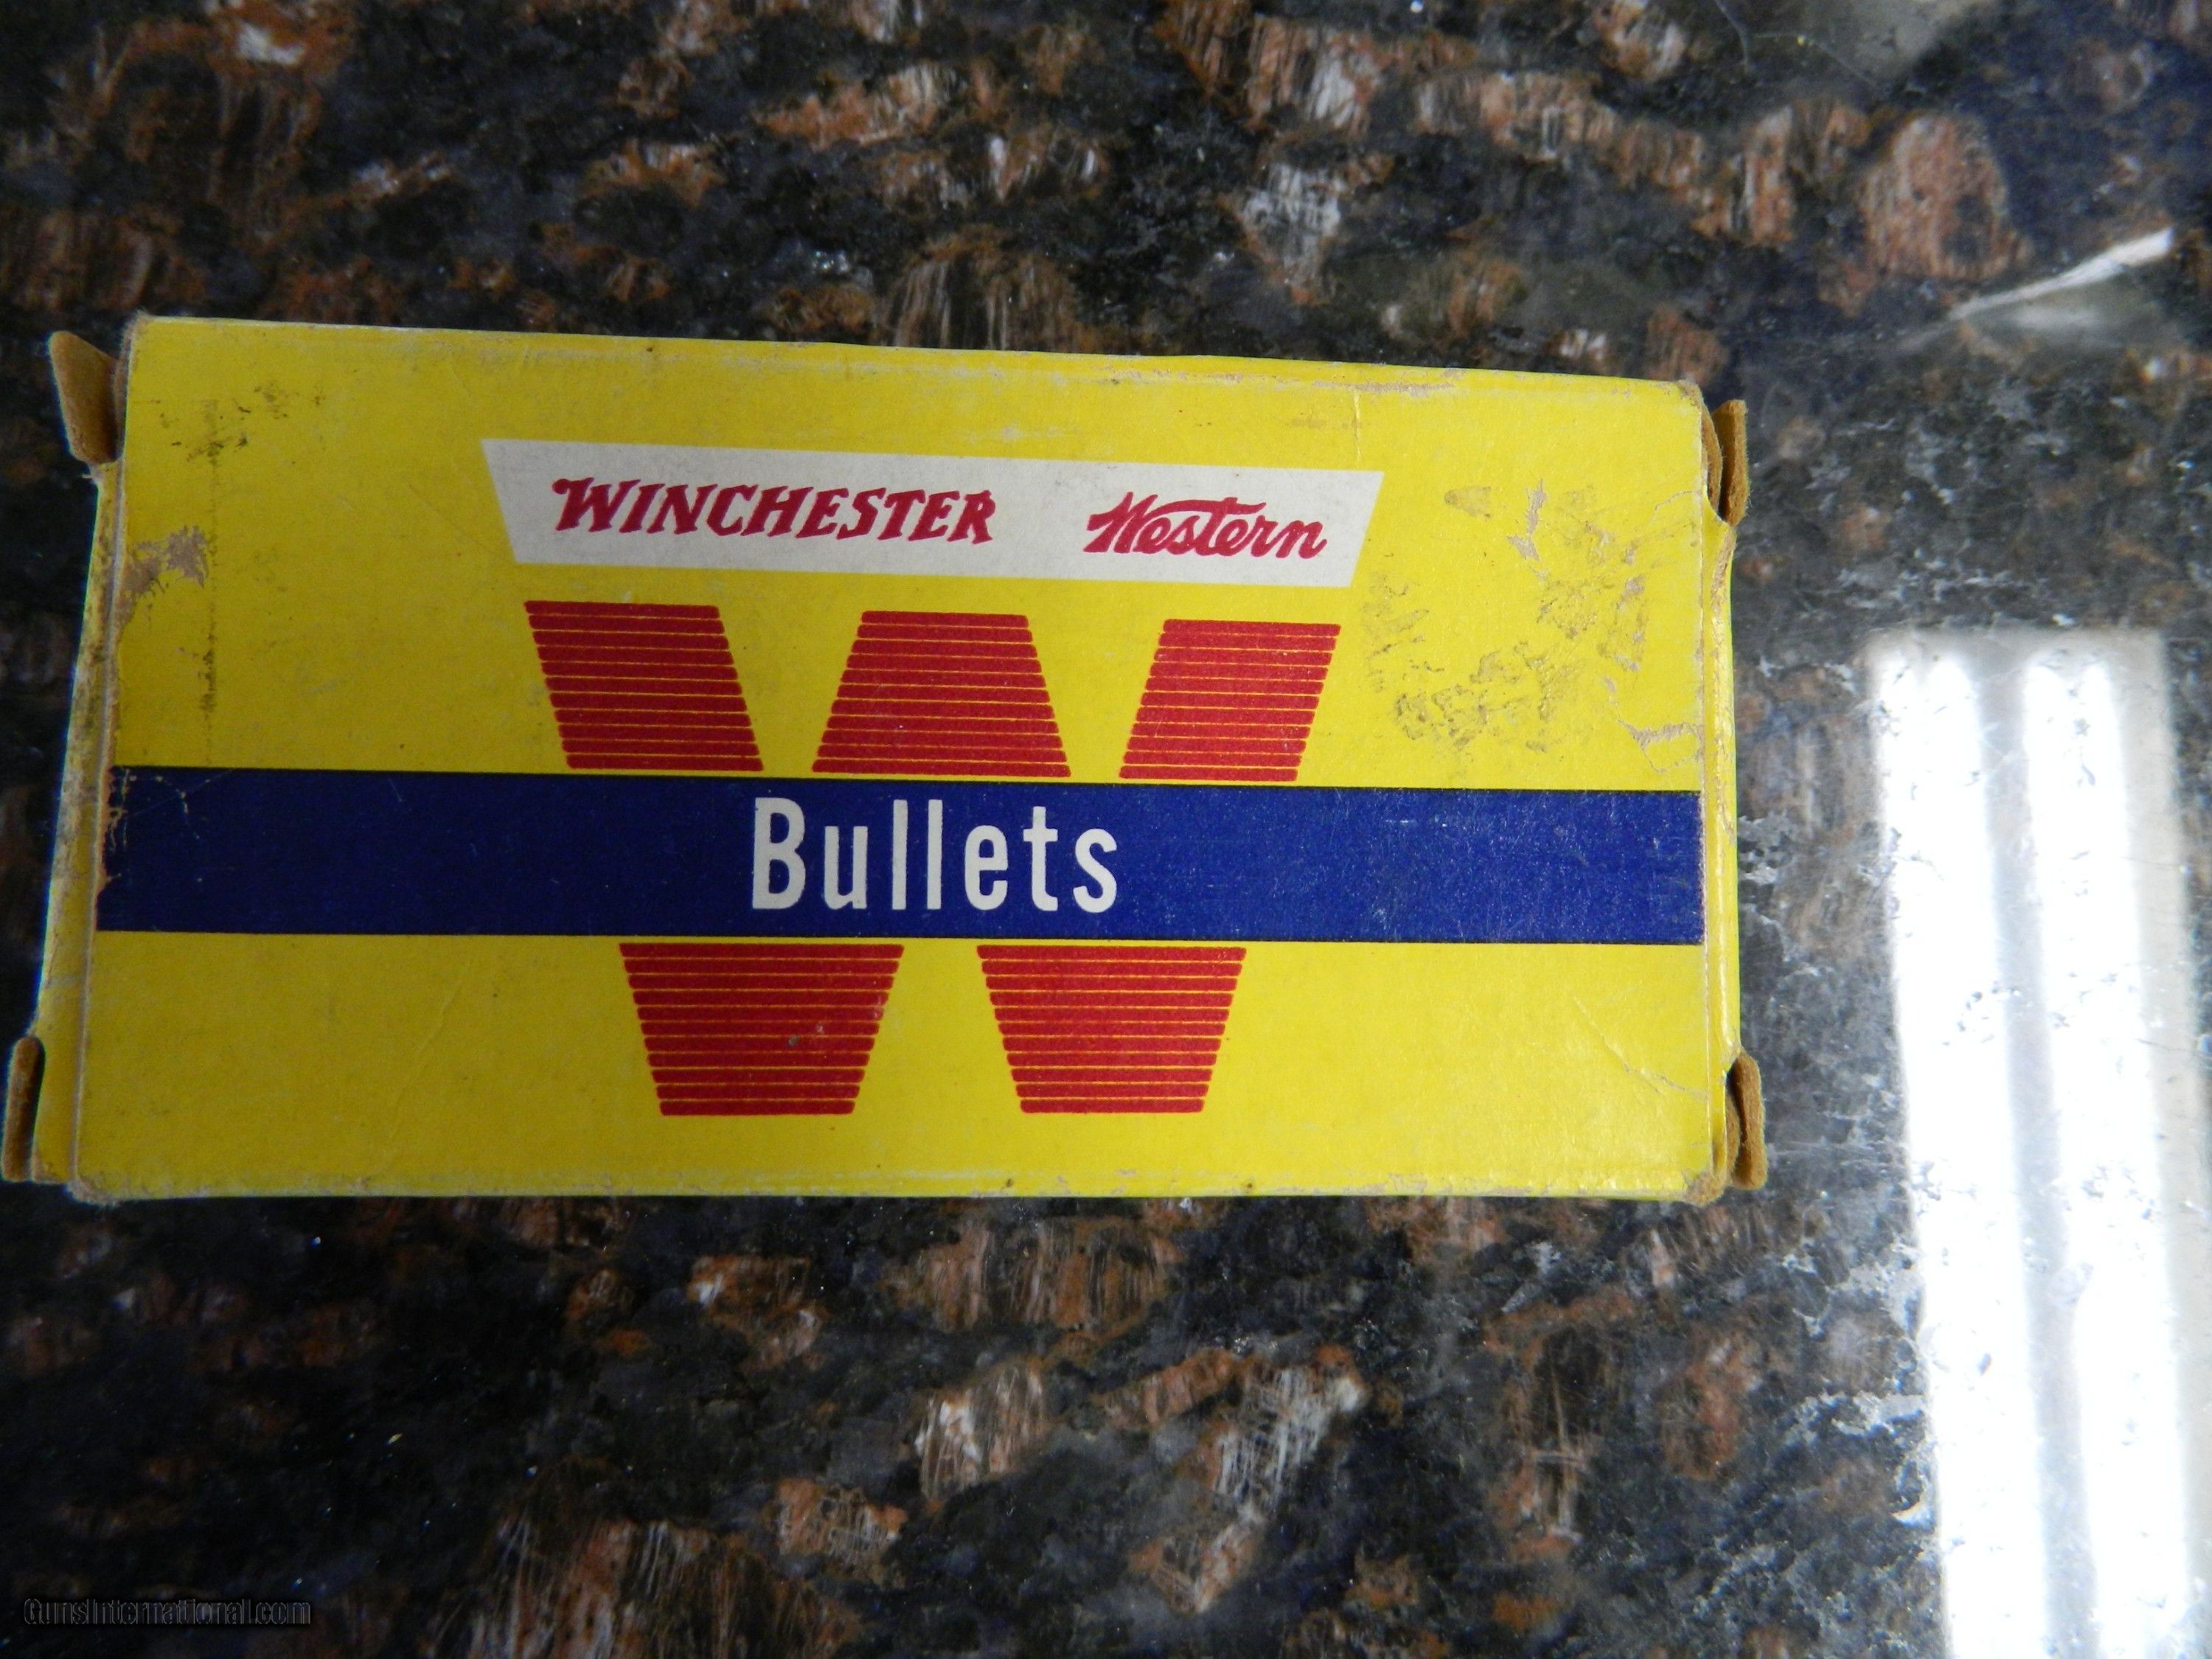 WINCHESTER Western
W
Bullets
GunsInternational.com